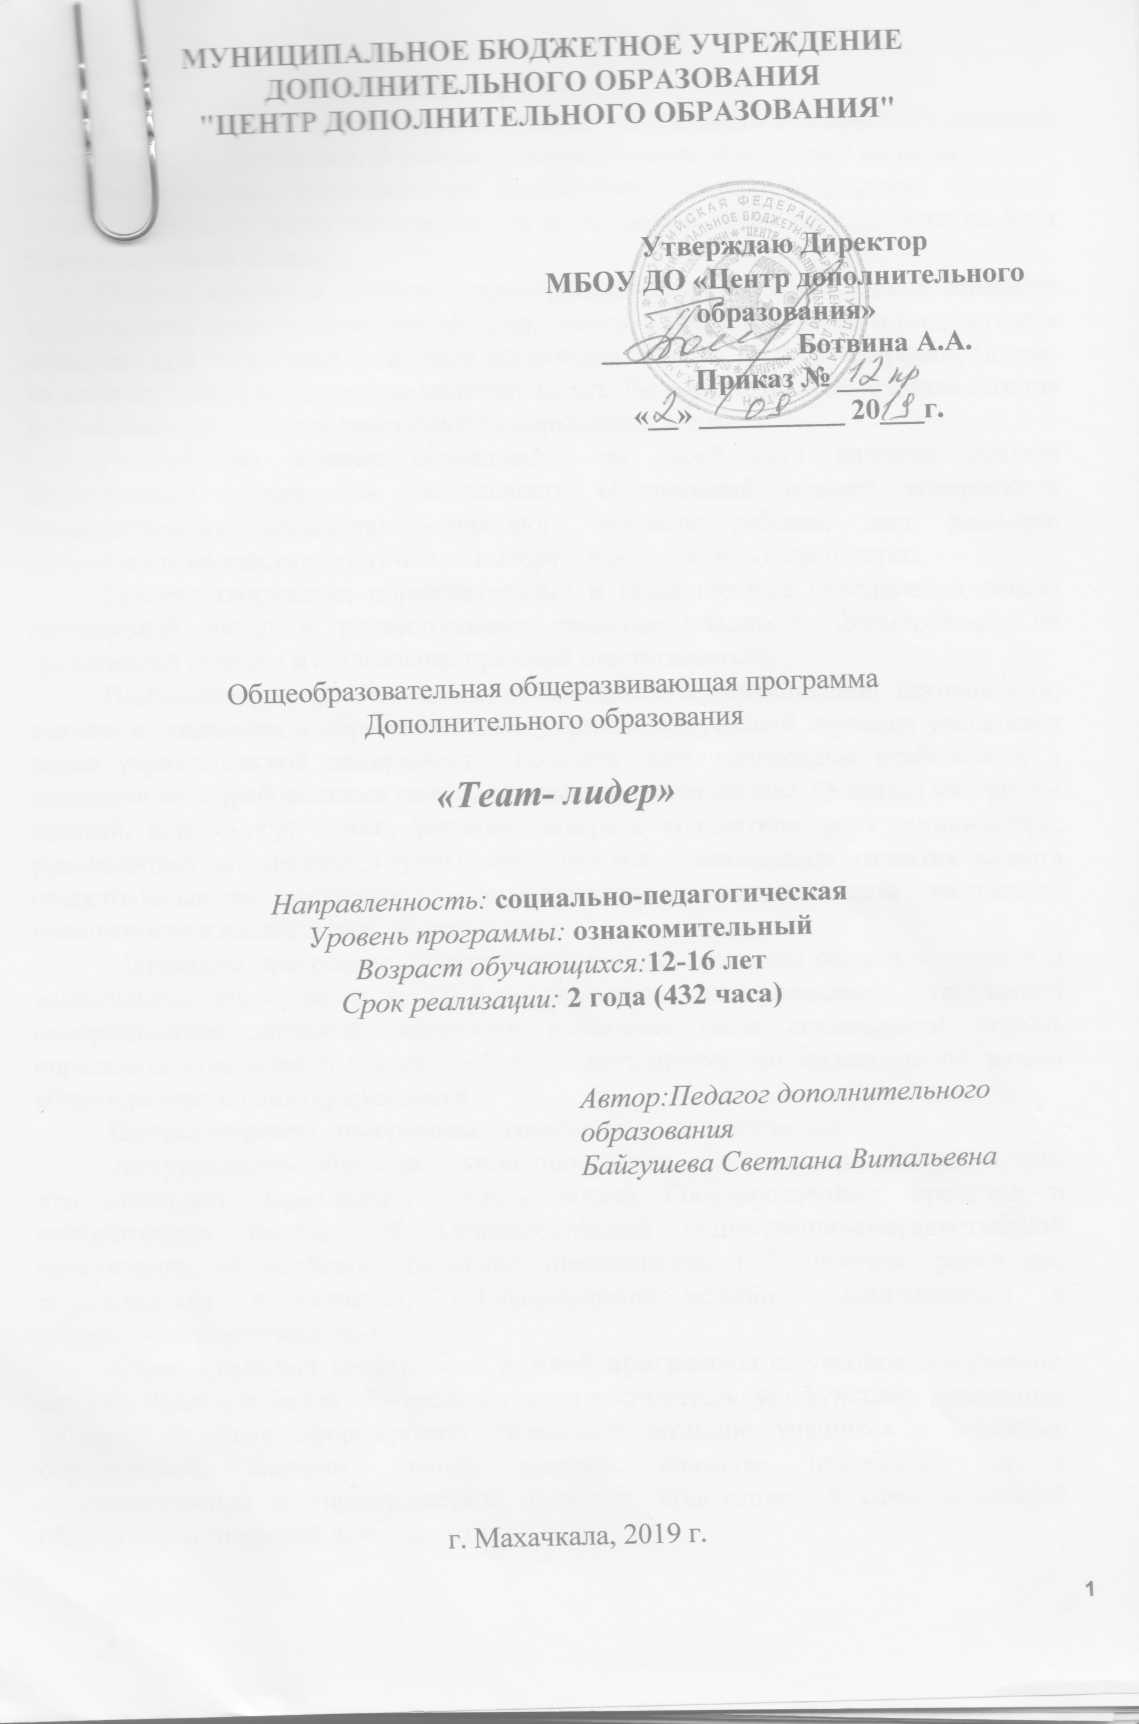 МУНИЦИПАЛЬНОЕ БЮДЖЕТНОЕ УЧРЕЖДЕНИЕ
ДОПОЛНИТЕЛЬНОГО ОБРАЗОВАНИЯ
"ЦЕНТР ДОПОЛНИТЕЛЬНОГО ОБРАЗОВАНИЯ"
Утверждаю Директор
МБОУ ДО «Центр дополнительного
образования»
Ботвина А.А.
Приказ № 12 пр
«2» 09 2019 г.
Общеобразовательная общеразвивающая программа
Дополнительного образования
«Team- лидер»
Направленность: социально-педагогическая
Уровень программы: ознакомительный
Возраст обучающихся:12-16 лет
Срок реализации: 2 года (432 часа)
Автор:Педагог дополнительного
образования
Байгушева Светлана Витальевна
г. Махачкала, 2019 г.
1